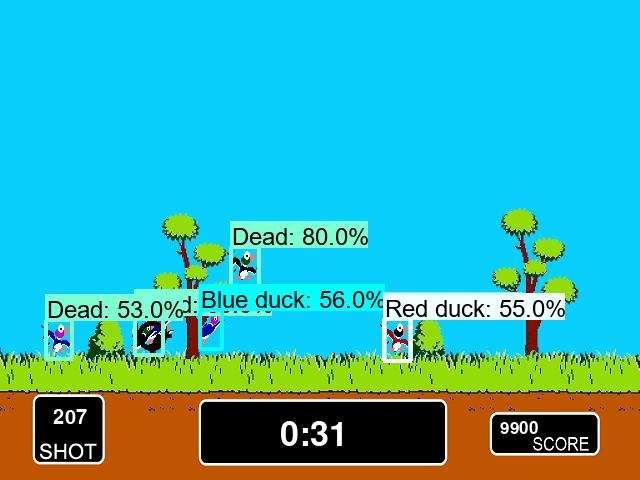 Dead: 80.0%
Blue duck: 56.0%
Dead: 53.0%
Red duck: 55.0%
207
SHOT
0:31
9900
SCORE